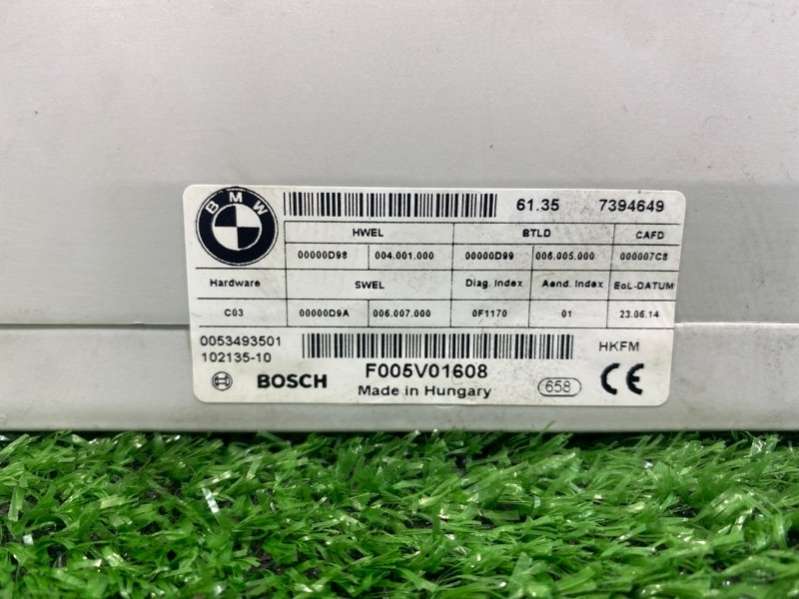 BMW
61.35 7394649
HWEL BTLD CAFD
00000D98 004.001.000 00000D99 006.005.000 000007C8
Hardware SWEL Diag. Index Aend. Index EoL-DATUM
C03 00000D9A 006.007.000 0F1170 01 23.06.14
0053493501
102135-10
HKFM
F005V01608
BOSCH
Made in Hungary
658
CE